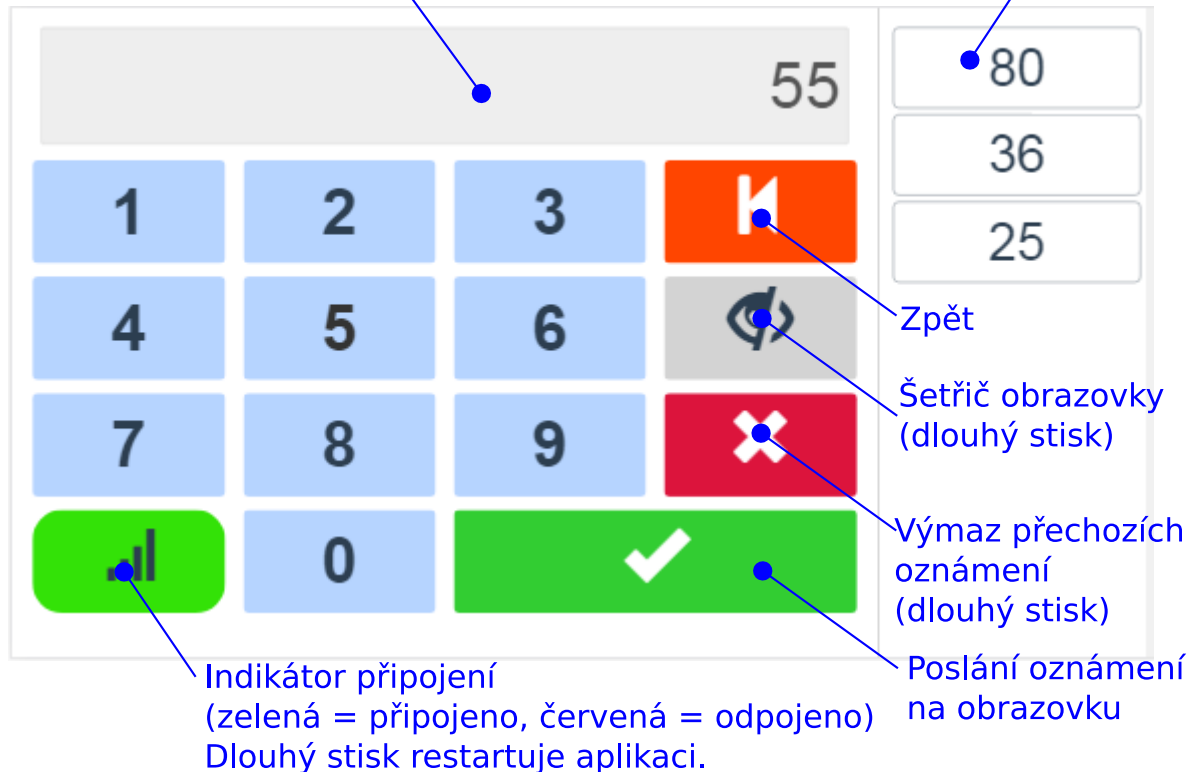 55
80
36
25
1 2 3
4 5 6
7 8 9
0
Zpět
Šetřič obrazovky
(dlouhý stisk)
Výmaz přechozích
oznámení
(dlouhý stisk)
Poslání oznámení
na obrazovku
Indikátor připojení
(zelená = připojeno, červená = odpojeno)
Dlouhý stisk restartuje aplikaci.